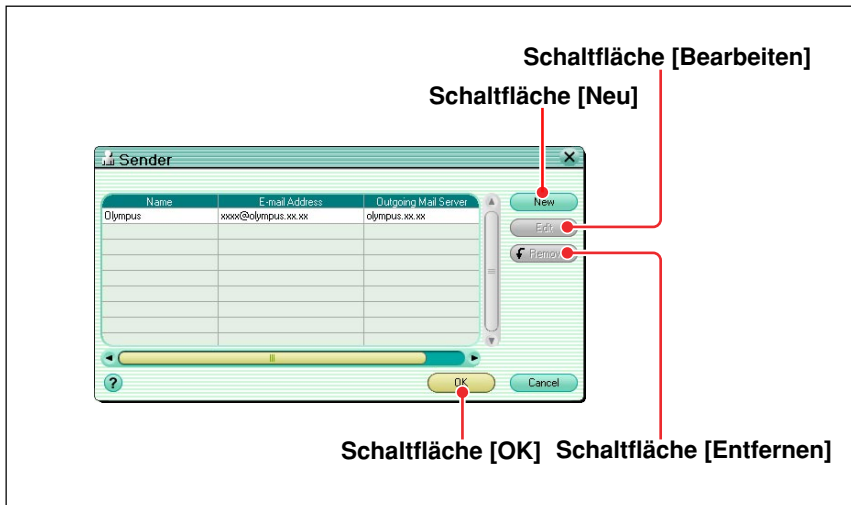 Schaltfläche [Bearbeiten]
Schaltfläche [Neu]
Sender
Name E-mail Address Outgoing Mail Server
Olympus xxxx@olympus.xx.xx olympus.xx.xx
New
Edit
Remov
?
OK Cancel
Schaltfläche [OK] Schaltfläche [Entfernen]